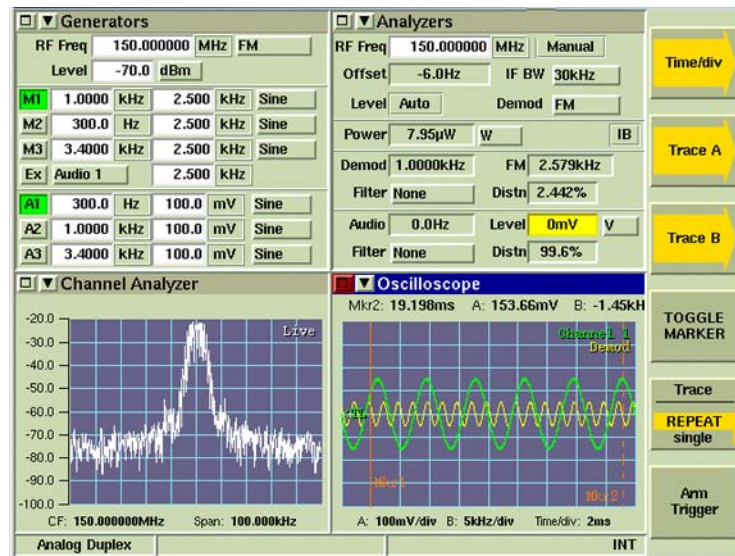 Generators
RF Freq 150.000000 MHz FM
Level -70.0 dBm
M1 1.0000 kHz 2.500 kHz Sine
M2 300.0 Hz 2.500 kHz Sine
M3 3.4000 kHz 2.500 kHz Sine
Ex Audio 1 2.500 kHz
A1 300.0 Hz 100.0 mV Sine
A2 1.0000 kHz 100.0 mV Sine
A3 3.4000 kHz 100.0 mV Sine
Analyzers
RF Freq 150.000000 MHz Manual
Offset -6.0Hz IF BW 30kHz
Level Auto Demod FM
Power 7.95µW W IB
Demod 1.0000kHz FM 2.579kHz
Filter None Distn 2.442%
Audio 0.0Hz Level 0mV V
Filter None Distn 99.6%
Channel Analyzer
Live
-20.0
-30.0
-40.0
-50.0
-60.0
-70.0
-80.0
-90.0
-100.0
CF: 150.000000MHz Span: 100.000kHz
Oscilloscope
Mkr2: 19.198ms A: 153.66mV B: -1.45kH
Channel 1
Demod
Mkr1
Mkr2
A: 100mV/div B: 5kHz/div Time/div: 2ms
Time/div
Trace A
Trace B
TOGGLE
MARKER
Trace
REPEAT
single
Arm
Trigger
Analog Duplex INT